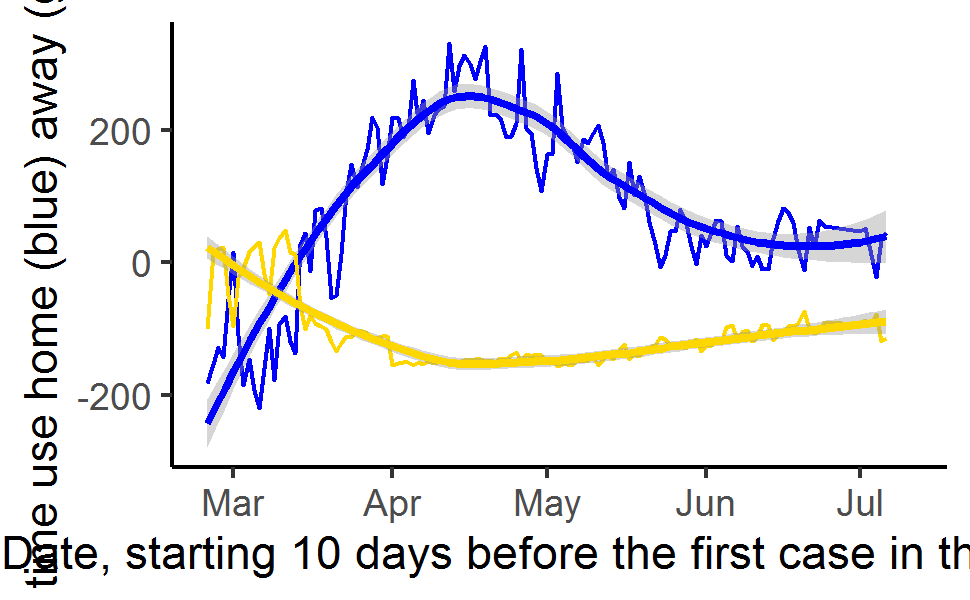 time use home (blue) away (
200
0
-200
Mar Apr May Jun Jul
Date, starting 10 days before the first case in th